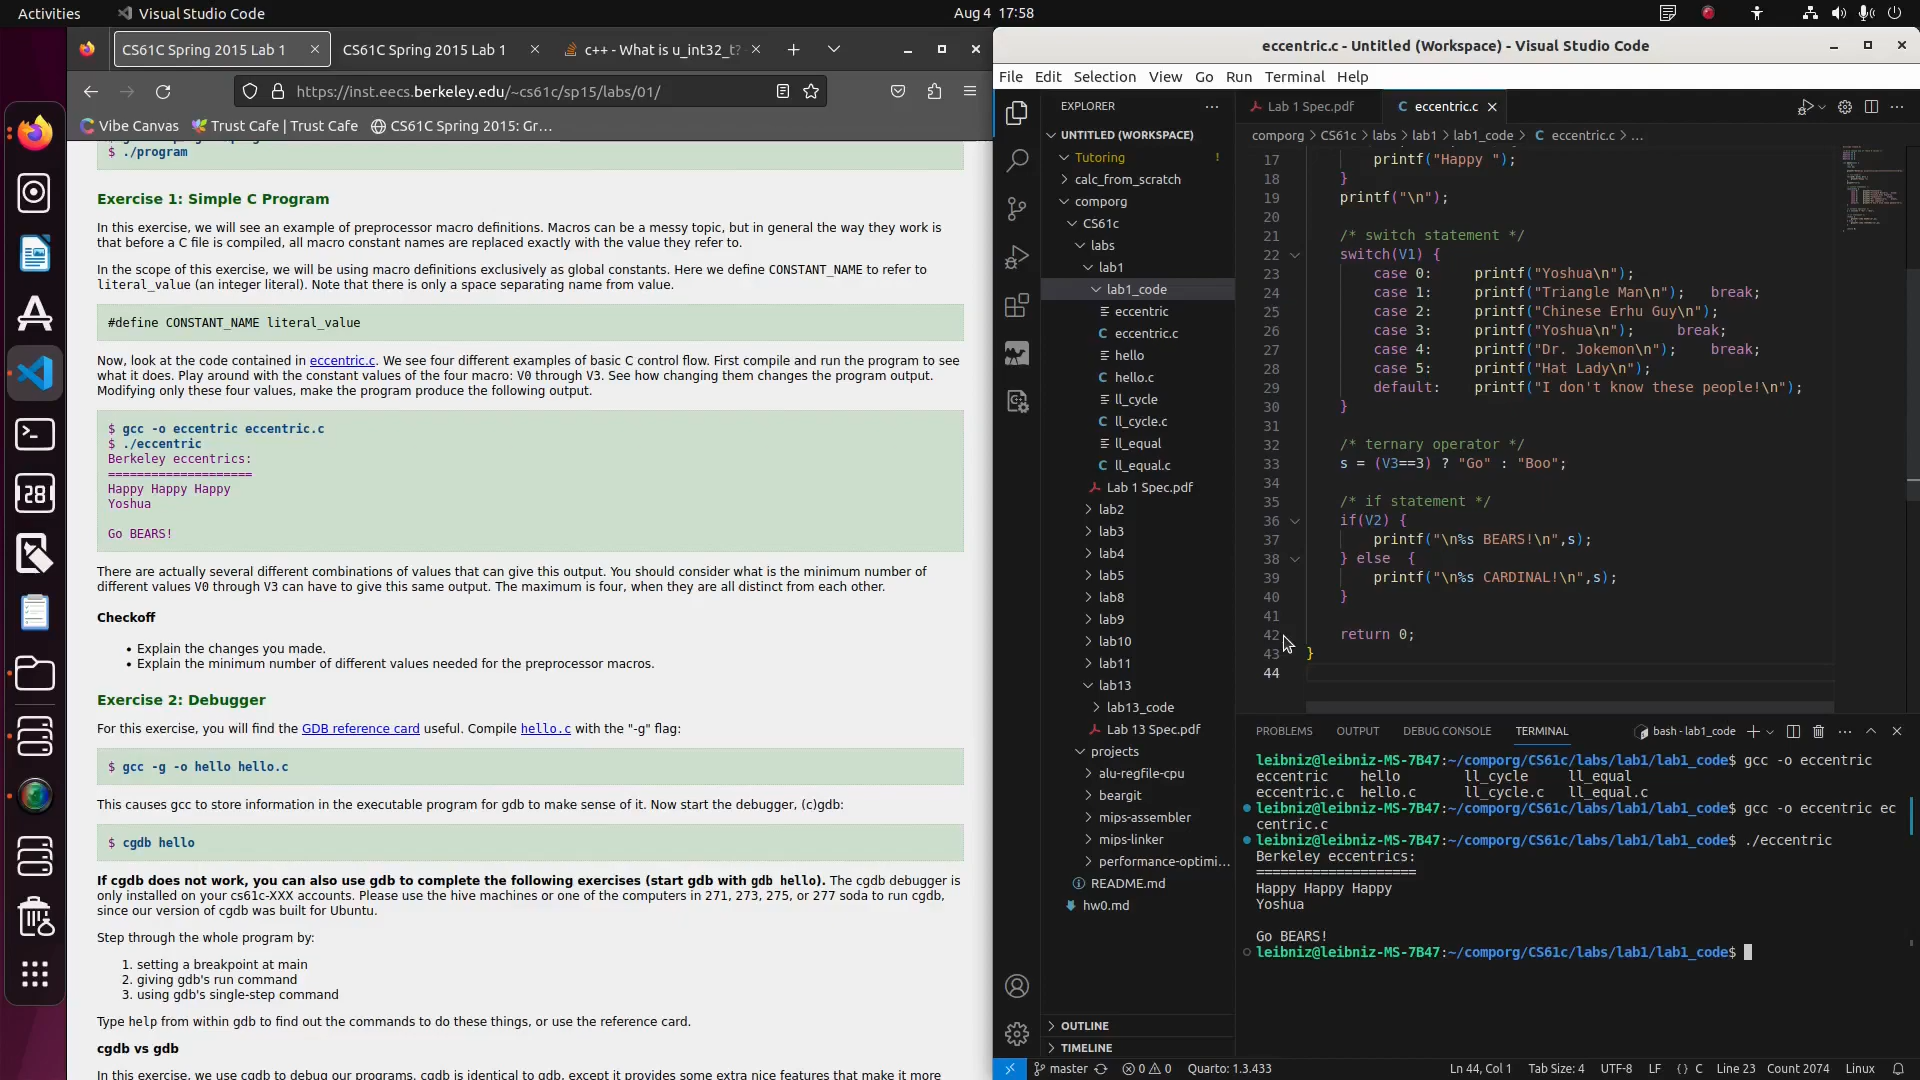 Activities
Visual Studio Code
Aug 4 17:58
CS61C Spring 2015 Lab 1
CS61C Spring 2015 Lab 1
c++ - What is u_int32_t?
https://inst.eecs.berkeley.edu/~cs61c/sp15/labs/01/
Vibe Canvas
Trust Cafe | Trust Cafe
CS61C Spring 2015: Gr...
$ ./program
Exercise 1: Simple C Program
In this exercise, we will see an example of preprocessor macro definitions. Macros can be a messy topic, but in general the way they work is
that before a C file is compiled, all macro constant names are replaced exactly with the value they refer to.
In the scope of this exercise, we will be using macro definitions exclusively as global constants. Here we define CONSTANT_NAME to refer to
literal_value (an integer literal). Note that there is only a space separating name from value.
#define CONSTANT_NAME literal_value
Now, look at the code contained in eccentric.c. We see four different examples of basic C control flow. First compile and run the program to see
what it does. Play around with the constant values of the four macro: V0 through V3. See how changing them changes the program output.
Modifying only these four values, make the program produce the following output.
$ gcc -o eccentric eccentric.c
$ ./eccentric
Berkeley eccentrics:
====================
Happy Happy Happy
Yoshua
Go BEARS!
There are actually several different combinations of values that can give this output. You should consider what is the minimum number of
different values V0 through V3 can have to give this same output. The maximum is four, when they are all distinct from each other.
Checkoff
• Explain the changes you made.
• Explain the minimum number of different values needed for the preprocessor macros.
Exercise 2: Debugger
For this exercise, you will find the GDB reference card useful. Compile hello.c with the "-g" flag:
$ gcc -g -o hello hello.c
This causes gcc to store information in the executable program for gdb to make sense of it. Now start the debugger, (c)gdb:
$ cgdb hello
If cgdb does not work, you can also use gdb to complete the following exercises (start gdb with gdb hello). The cgdb debugger is
only installed on your cs61c-XXX accounts. Please use the hive machines or one of the computers in 271, 273, 275, or 277 soda to run cgdb,
since our version of cgdb was built for Ubuntu.
Step through the whole program by:
1. setting a breakpoint at main
2. giving gdb's run command
3. using gdb's single-step command
Type help from within gdb to find out the commands to do these things, or use the reference card.
cgdb vs gdb
In this exercise, we use cgdb to debug our programs. cgdb is identical to gdb, except it provides some extra nice features that make it more
eccentric.c - Untitled (Workspace) - Visual Studio Code
File Edit Selection View Go Run Terminal Help
EXPLORER
UNTITLED (WORKSPACE)
Tutoring !
calc_from_scratch
comporg
CS61c
labs
lab1
lab1_code
eccentric
C eccentric.c
hello
C hello.c
ll_cycle
C ll_cycle.c
ll_equal
C ll_equal.c
Lab 1 Spec.pdf
lab2
lab3
lab4
lab5
lab8
lab9
lab10
lab11
lab13
lab13_code
Lab 13 Spec.pdf
projects
alu-regfile-cpu
beargit
mips-assembler
mips-linker
performance-optimi...
README.md
hw0.md
OUTLINE
TIMELINE
Lab 1 Spec.pdf
C eccentric.c
comporg > CS61c > labs > lab1 > lab1_code > C eccentric.c > ...
17 printf("Happy ");
18 }
19 printf("\n");
20
21 /* switch statement */
22 switch(V1) {
23 case 0: printf("Yoshua\n");
24 case 1: printf("Triangle Man\n"); break;
25 case 2: printf("Chinese Erhu Guy\n");
26 case 3: printf("Yoshua\n"); break;
27 case 4: printf("Dr. Jokemon\n"); break;
28 case 5: printf("Hat Lady\n");
29 default: printf("I don't know these people!\n");
30 }
31
32 /* ternary operator */
33 s = (V3==3) ? "Go" : "Boo";
34
35 /* if statement */
36 if(V2) {
37 printf("\n%s BEARS!\n",s);
38 } else {
39 printf("\n%s CARDINAL!\n",s);
40 }
41
42 return 0;
43 }
44
PROBLEMS OUTPUT DEBUG CONSOLE TERMINAL
bash - lab1_code
leibniz@leibniz-MS-7B47:~/comporg/CS61c/labs/lab1/lab1_code$ gcc -o eccentric
eccentric hello ll_cycle ll_equal
eccentric.c hello.c ll_cycle.c ll_equal.c
leibniz@leibniz-MS-7B47:~/comporg/CS61c/labs/lab1/lab1_code$ gcc -o eccentric ec
centric.c
leibniz@leibniz-MS-7B47:~/comporg/CS61c/labs/lab1/lab1_code$ ./eccentric
Berkeley eccentrics:
====================
Happy Happy Happy
Yoshua
Go BEARS!
leibniz@leibniz-MS-7B47:~/comporg/CS61c/labs/lab1/lab1_code$
master
0 0
Quarto: 1.3.433
Ln 44, Col 1
Tab Size: 4
UTF-8
LF
{ } C
Line 23
Count 2074
Linux
28